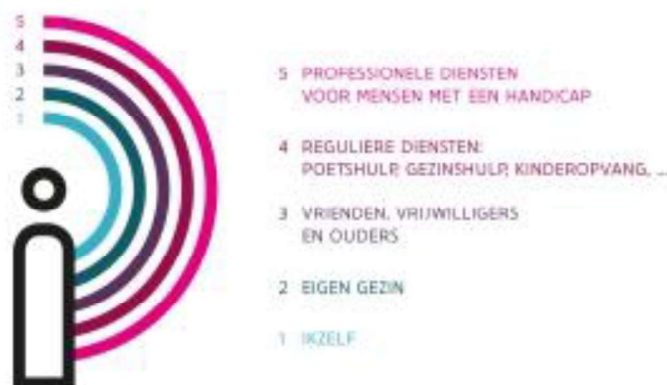 5
4
3
2
1
5 PROFESSIONELE DIENSTEN
VOOR MENSEN MET EEN HANDICAP
4 REGULIERE DIENSTEN:
POETSHULP, GEZINSHULP, KINDEROPVANG, ...
3 VRIENDEN, VRIJWILLIGERS
EN OUDERS
2 EIGEN GEZIN
1 IKZELF